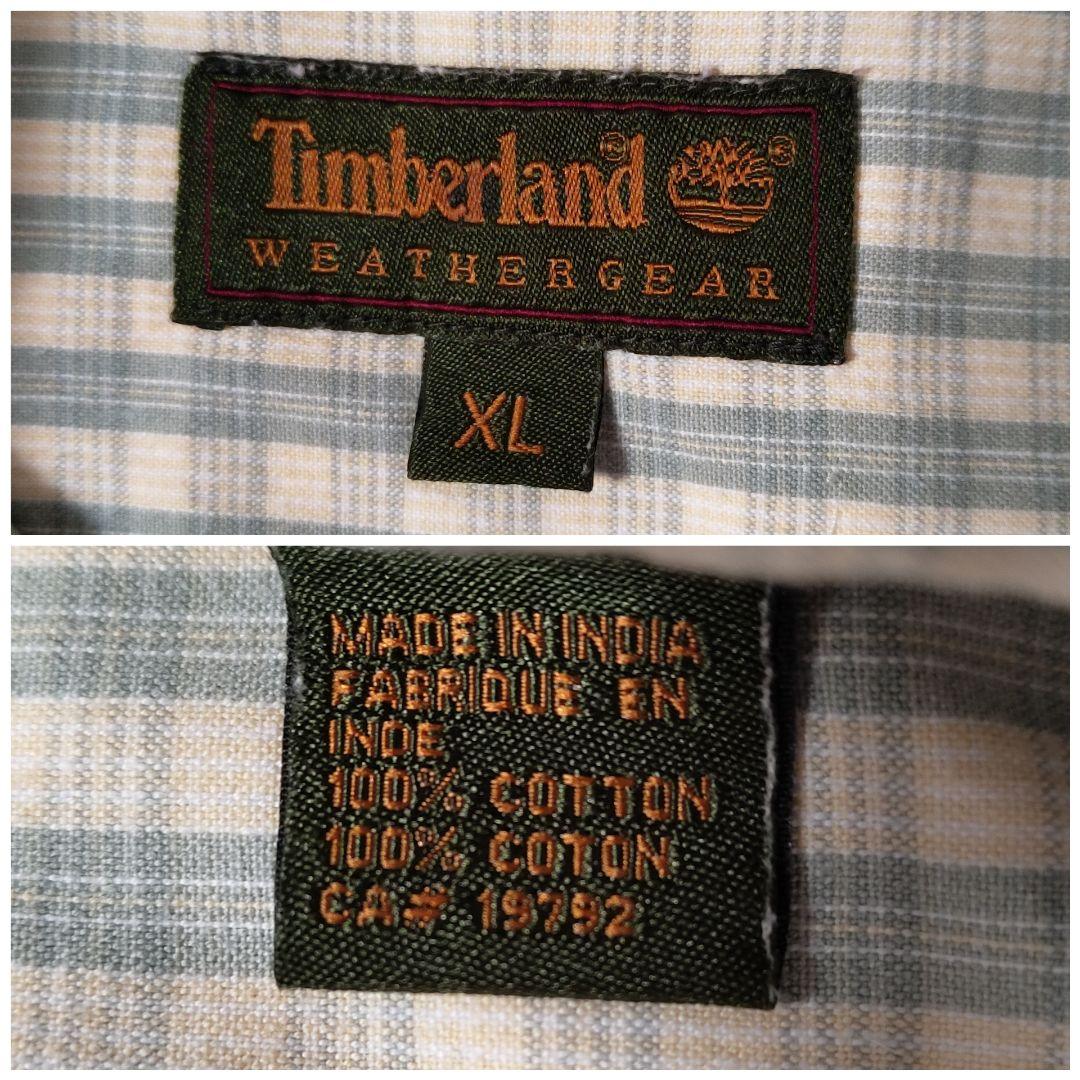 Timberland®
WEATHERGEAR
XL
MADE IN INDIA
FABRIQUE EN
INDE
100% COTTON
100% COTON
CA# 19792